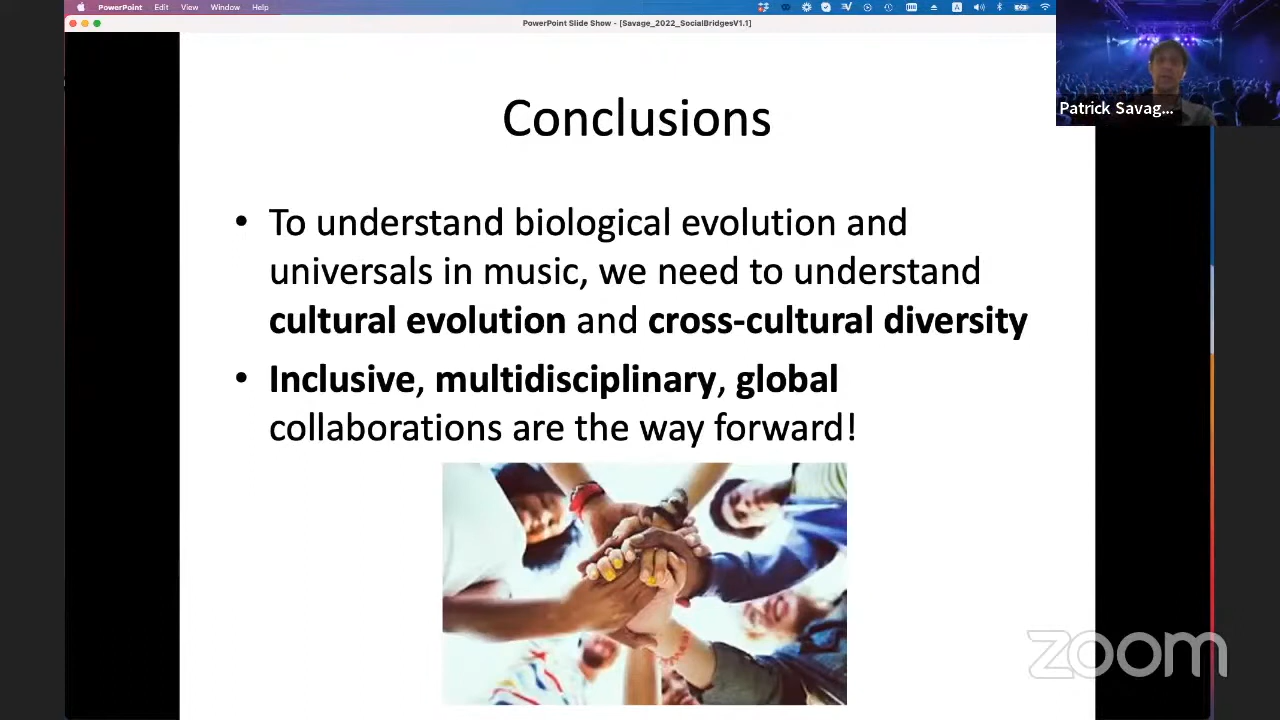 PowerPoint Edit View Window Help
PowerPoint Slide Show - [Savage_2022_SocialBridgesV1.1]
Patrick Savag...
Conclusions
• To understand biological evolution and
universals in music, we need to understand
cultural evolution and cross-cultural diversity
• Inclusive, multidisciplinary, global
collaborations are the way forward!
zoom